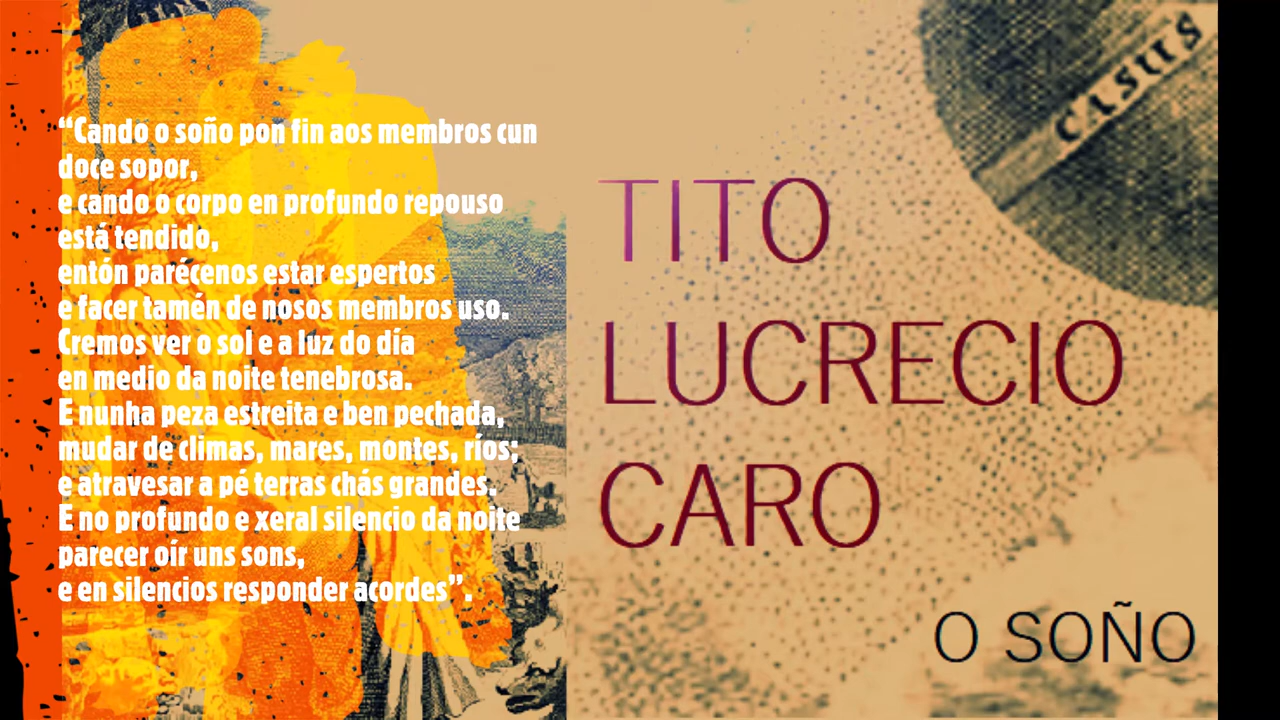 “Cando o soño pon fin aos membros cun
doce sopor,
e cando o corpo en profundo repouso
está tendido,
entón parécenos estar espertos
e facer tamén de nosos membros uso.
Cremos ver o sol e a luz do día
en medio da noite tenebrosa.
E nunha peza estreita e ben pechada,
mudar de climas, mares, montes, ríos;
e atravesar a pé terras chás grandes.
E no profundo e xeral silencio da noite
parecer oír uns sons,
e en silencios responder acordes”.
TITO
LUCRECIO
CARO
O SOÑO